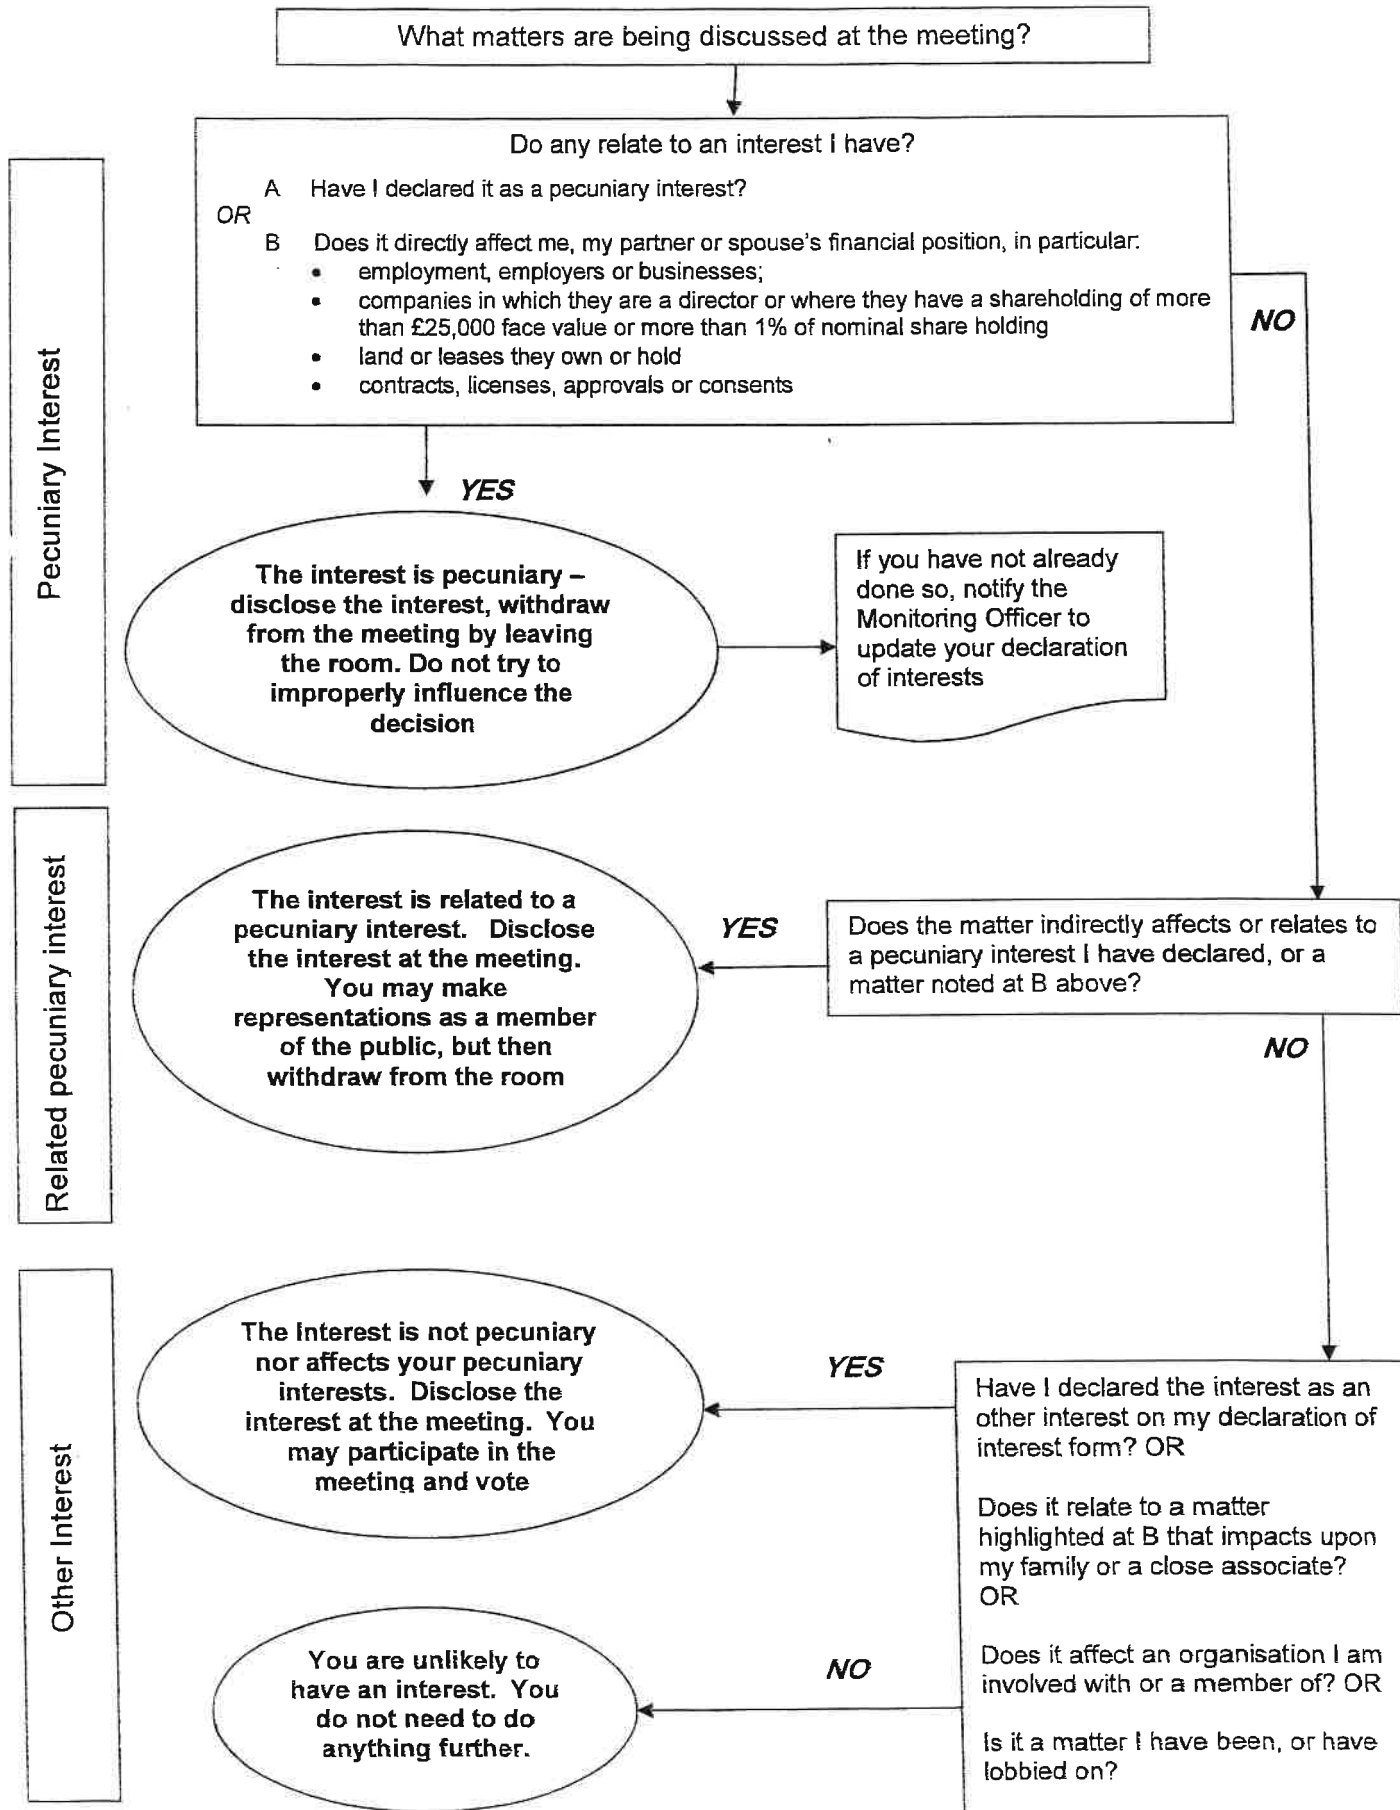 What matters are being discussed at the meeting?
Do any relate to an interest I have?
A Have I declared it as a pecuniary interest?
OR
B Does it directly affect me, my partner or spouse's financial position, in particular:
• employment, employers or businesses;
• companies in which they are a director or where they have a shareholding of more
than £25,000 face value or more than 1% of nominal share holding
• land or leases they own or hold
• contracts, licenses, approvals or consents
NO
Pecuniary Interest
YES
The interest is pecuniary –
disclose the interest, withdraw
from the meeting by leaving
the room. Do not try to
improperly influence the
decision
If you have not already
done so, notify the
Monitoring Officer to
update your declaration
of interests
Related pecuniary interest
The interest is related to a
pecuniary interest. Disclose
the interest at the meeting.
You may make
representations as a member
of the public, but then
withdraw from the room
YES
Does the matter indirectly affects or relates to
a pecuniary interest I have declared, or a
matter noted at B above?
NO
Other Interest
The Interest is not pecuniary
nor affects your pecuniary
interests. Disclose the
interest at the meeting. You
may participate in the
meeting and vote
YES
Have I declared the interest as an
other interest on my declaration of
interest form? OR
Does it relate to a matter
highlighted at B that impacts upon
my family or a close associate?
OR
Does it affect an organisation I am
involved with or a member of? OR
Is it a matter I have been, or have
lobbied on?
NO
You are unlikely to
have an interest. You
do not need to do
anything further.